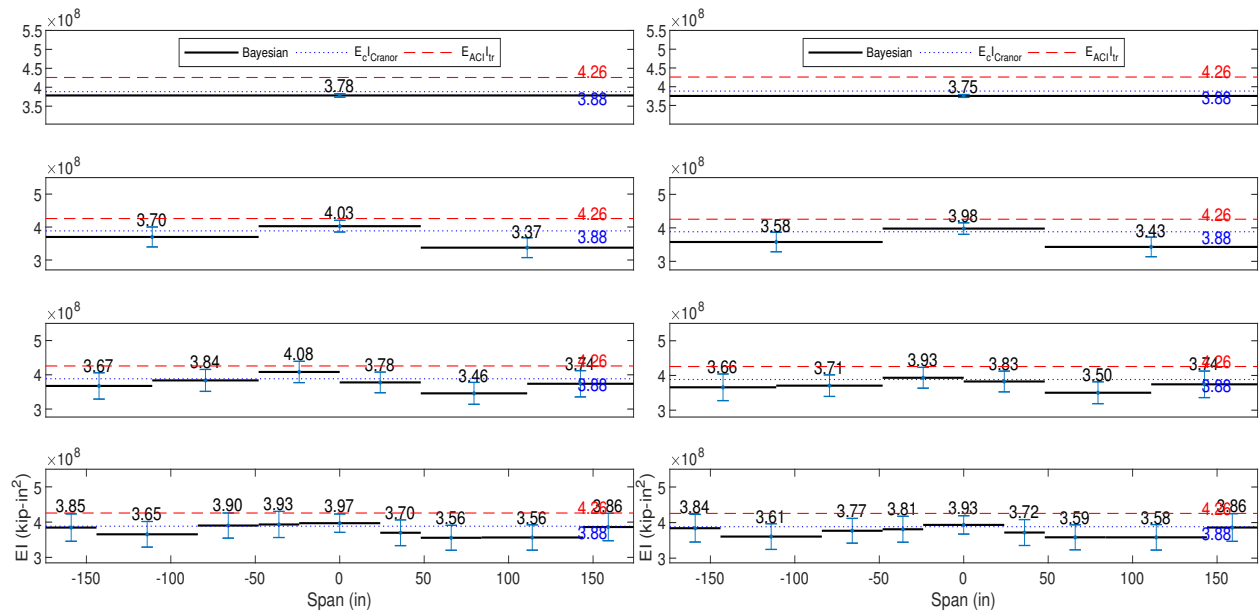 ×10^8 ×10^8
5.5 5.5
Bayesian E_cI_Cranor E_ACII_tr Bayesian E_cI_Cranor E_ACII_tr
5 5
4.5 4.26 4.5 4.26
4 3.78 4 3.75
3.5 3.88 3.5 3.88
×10^8 ×10^8
5 5
4 3.70 4.03 3.37 4.26 3.88 4 3.58 3.98 3.43 4.26 3.88
3 3
×10^8 ×10^8
5 5
4 3.67 3.84 4.08 3.78 3.46 3.74 4.26 3.88 4 3.66 3.71 3.93 3.83 3.50 3.74 4.26 3.88
3 3
×10^8 ×10^8
EI (kip-in^2) EI (kip-in^2)
5 5
4 3.85 3.65 3.90 3.93 3.97 3.70 3.56 3.56 3.86 4.26 3.88 4 3.84 3.61 3.77 3.81 3.93 3.72 3.59 3.58 3.86 4.26 3.88
3 3
-150 -100 -50 0 50 100 150 -150 -100 -50 0 50 100 150
Span (in) Span (in)